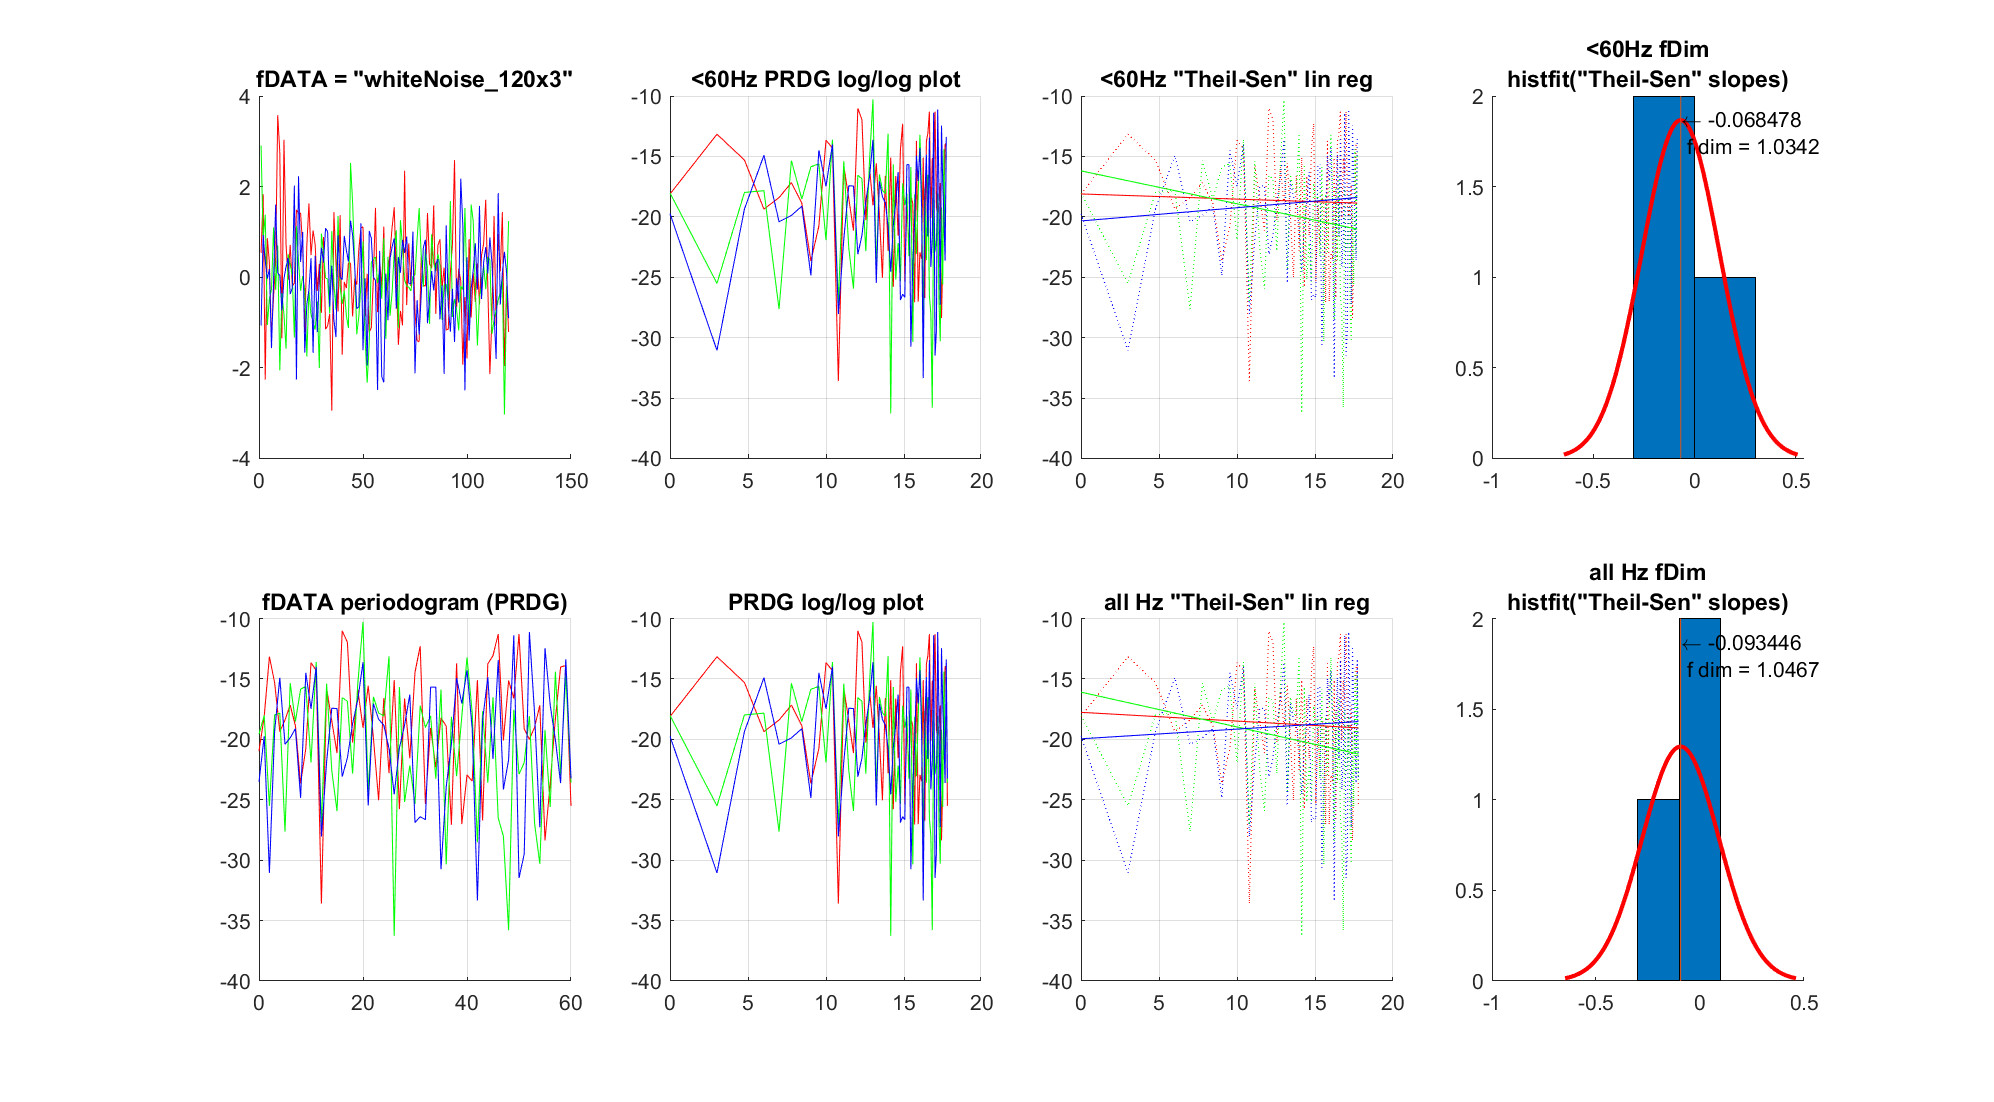 fDATA = "whiteNoise_120x3"
4
2
0
-2
-4
0 50 100 150
<60Hz PRDG log/log plot
-10
-15
-20
-25
-30
-35
-40
0 5 10 15 20
<60Hz "Theil-Sen" lin reg
-10
-15
-20
-25
-30
-35
-40
0 5 10 15 20
<60Hz fDim
histfit("Theil-Sen" slopes)
2
1.5
1
0.5
0
-1 -0.5 0 0.5
← -0.068478
f dim = 1.0342
fDATA periodogram (PRDG)
-10
-15
-20
-25
-30
-35
-40
0 20 40 60
PRDG log/log plot
-10
-15
-20
-25
-30
-35
-40
0 5 10 15 20
all Hz "Theil-Sen" lin reg
-10
-15
-20
-25
-30
-35
-40
0 5 10 15 20
all Hz fDim
histfit("Theil-Sen" slopes)
2
1.5
1
0.5
0
-1 -0.5 0 0.5
← -0.093446
f dim = 1.0467